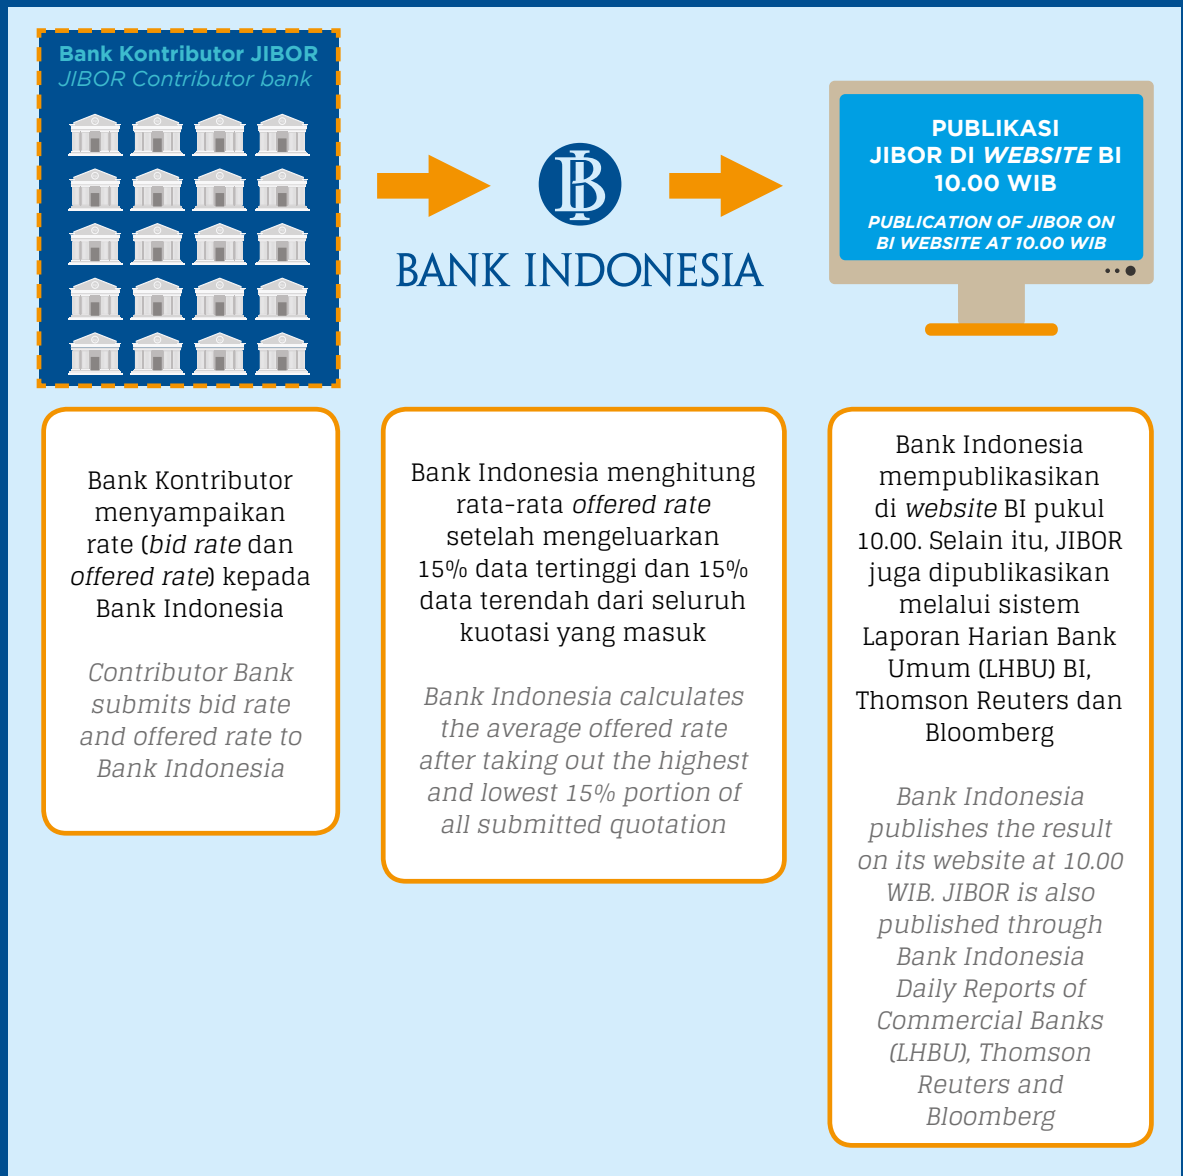 Bank Kontributor JIBOR
JIBOR Contributor bank
BANK INDONESIA
PUBLIKASI
JIBOR DI WEBSITE BI
10.00 WIB
PUBLICATION OF JIBOR ON
BI WEBSITE AT 10.00 WIB
Bank Kontributor
menyampaikan
rate (bid rate dan
offered rate) kepada
Bank Indonesia
Contributor Bank
submits bid rate
and offered rate to
Bank Indonesia
Bank Indonesia menghitung
rata-rata offered rate
setelah mengeluarkan
15% data tertinggi dan 15%
data terendah dari seluruh
kuotasi yang masuk
Bank Indonesia calculates
the average offered rate
after taking out the highest
and lowest 15% portion of
all submitted quotation
Bank Indonesia
mempublikasikan
di website BI pukul
10.00. Selain itu, JIBOR
juga dipublikasikan
melalui sistem
Laporan Harian Bank
Umum (LHBU) BI,
Thomson Reuters dan
Bloomberg
Bank Indonesia
publishes the result
on its website at 10.00
WIB. JIBOR is also
published through
Bank Indonesia
Daily Reports of
Commercial Banks
(LHBU), Thomson
Reuters and
Bloomberg